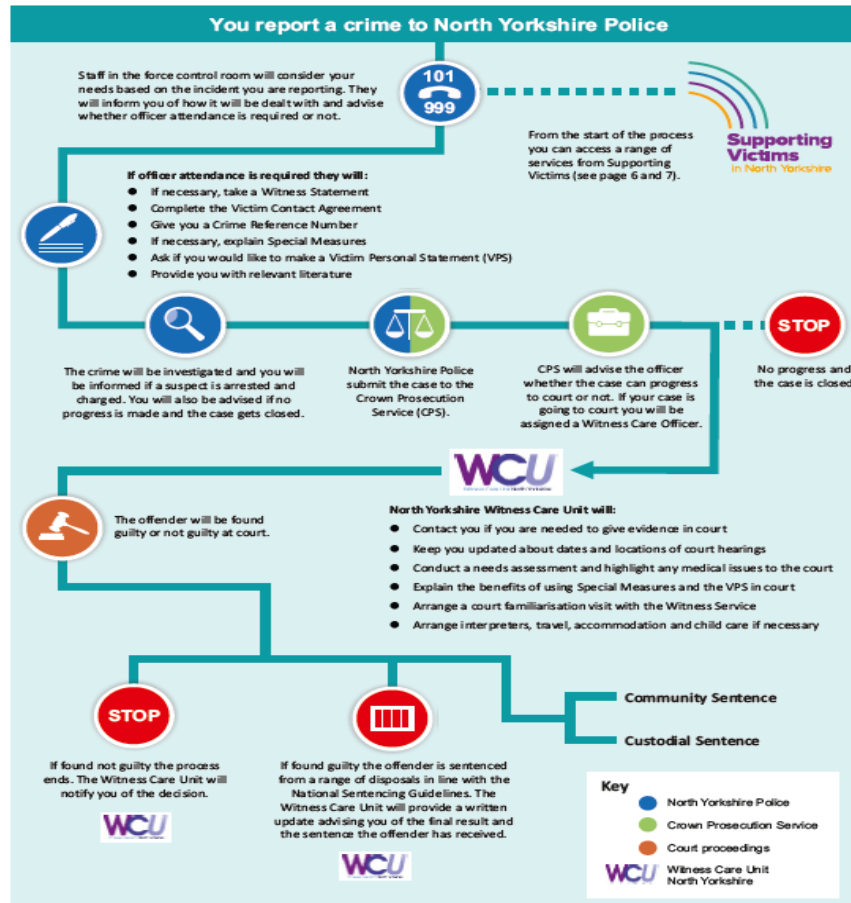 You report a crime to North Yorkshire Police
Staff in the force control room will consider your
needs based on the incident you are reporting. They
will inform you of how it will be dealt with and advise
whether officer attendance is required or not.
101
999
From the start of the process
you can access a range of
services from Supporting
Victims (see page 6 and 7).
Supporting
Victims
in North Yorkshire
If officer attendance is required they will:
● If necessary, take a Witness Statement
● Complete the Victim Contact Agreement
● Give you a Crime Reference Number
● If necessary, explain Special Measures
● Ask if you would like to make a Victim Personal Statement (VPS)
● Provide you with relevant literature
The crime will be investigated and you will
be informed if a suspect is arrested and
charged. You will also be advised if no
progress is made and the case gets closed.
North Yorkshire Police
submit the case to the
Crown Prosecution
Service (CPS).
CPS will advise the officer
whether the case can progress
to court or not. If your case is
going to court you will be
assigned a Witness Care Officer.
STOP
No progress and
the case is closed
WCU
North Yorkshire Witness Care Unit will:
● Contact you if you are needed to give evidence in court
● Keep you updated about dates and locations of court hearings
● Conduct a needs assessment and highlight any medical issues to the court
● Explain the benefits of using Special Measures and the VPS in court
● Arrange a court familiarisation visit with the Witness Service
● Arrange interpreters, travel, accommodation and child care if necessary
The offender will be found
guilty or not guilty at court.
STOP
If found not guilty the process
ends. The Witness Care Unit will
notify you of the decision.
WCU
If found guilty the offender is sentenced
from a range of disposals in line with the
National Sentencing Guidelines. The
Witness Care Unit will provide a written
update advising you of the final result and
the sentence the offender has received.
WCU
Community Sentence
Custodial Sentence
Key
North Yorkshire Police
Crown Prosecution Service
Court proceedings
WCU Witness Care Unit
North Yorkshire